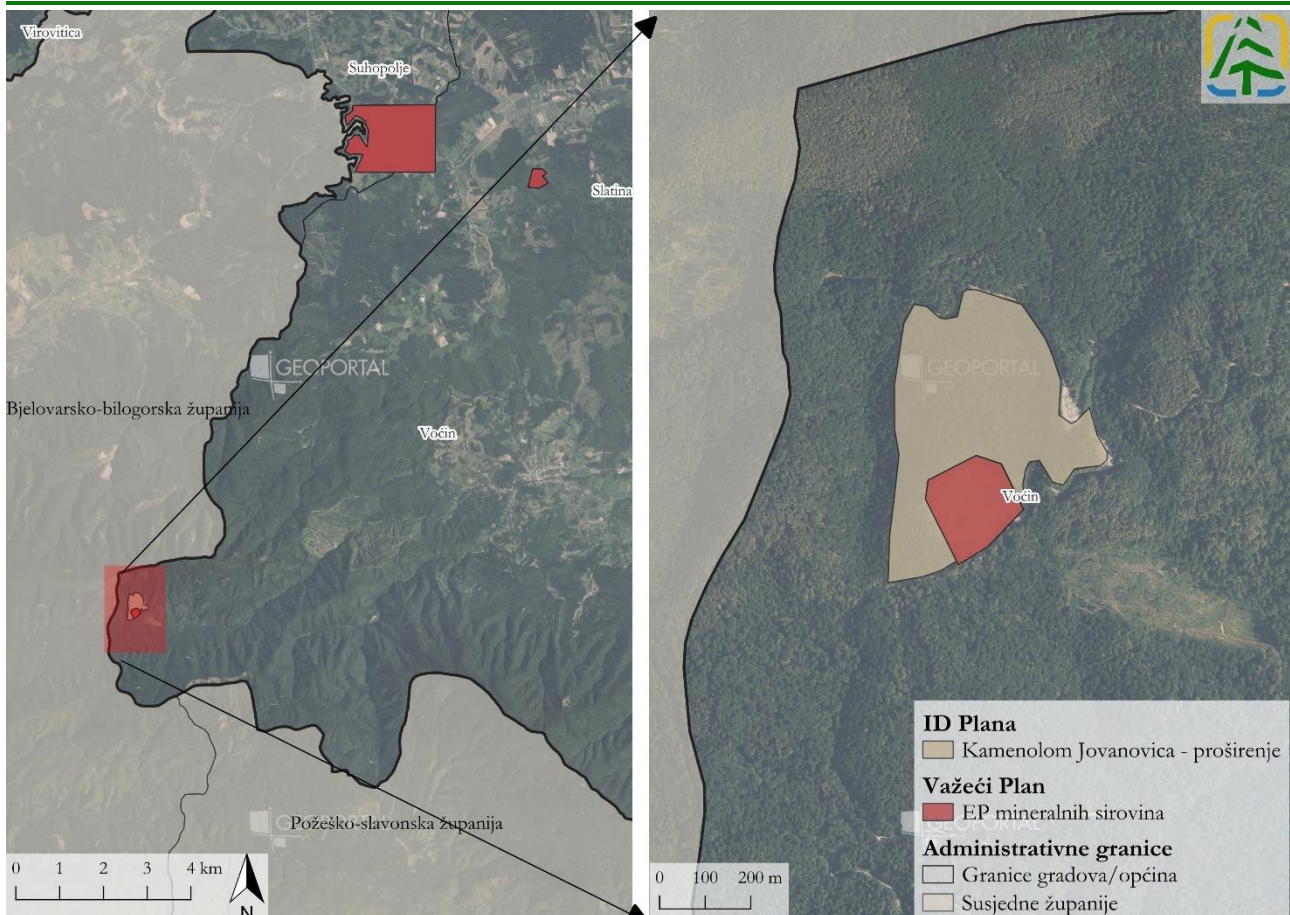 Virovitica
Suhopolje
Slatina
GEOPORTAL
Bjelovarsko-bilogorska županija
Voćin
GEOPORTAL
Požeško-slavonska županija
0 1 2 3 4 km
N
GEOPORTAL
Voćin
GEOPORTAL
0 100 200 m
ID Plana
Kamenolom Jovanovica - proširenje
Važeći Plan
EP mineralnih sirovina
Administrativne granice
Granice gradova/općina
Susjedne županije